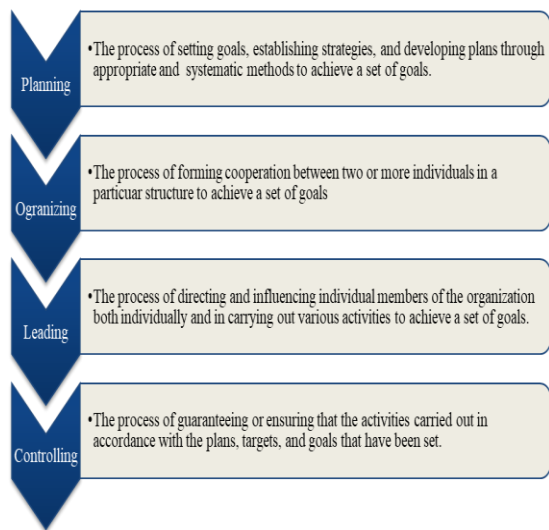 Planning
•The process of setting goals, establishing strategies, and developing plans through
appropriate and systematic methods to achieve a set of goals.
Ogranizing
•The process of forming cooperation between two or more individuals in a
particuar structure to achieve a set of goals
Leading
•The process of directing and influencing individual members of the organization
both individually and in carrying out various activities to achieve a set of goals.
Controlling
•The process of guaranteeing or ensuring that the activities carried out in
accordance with the plans, targets, and goals that have been set.